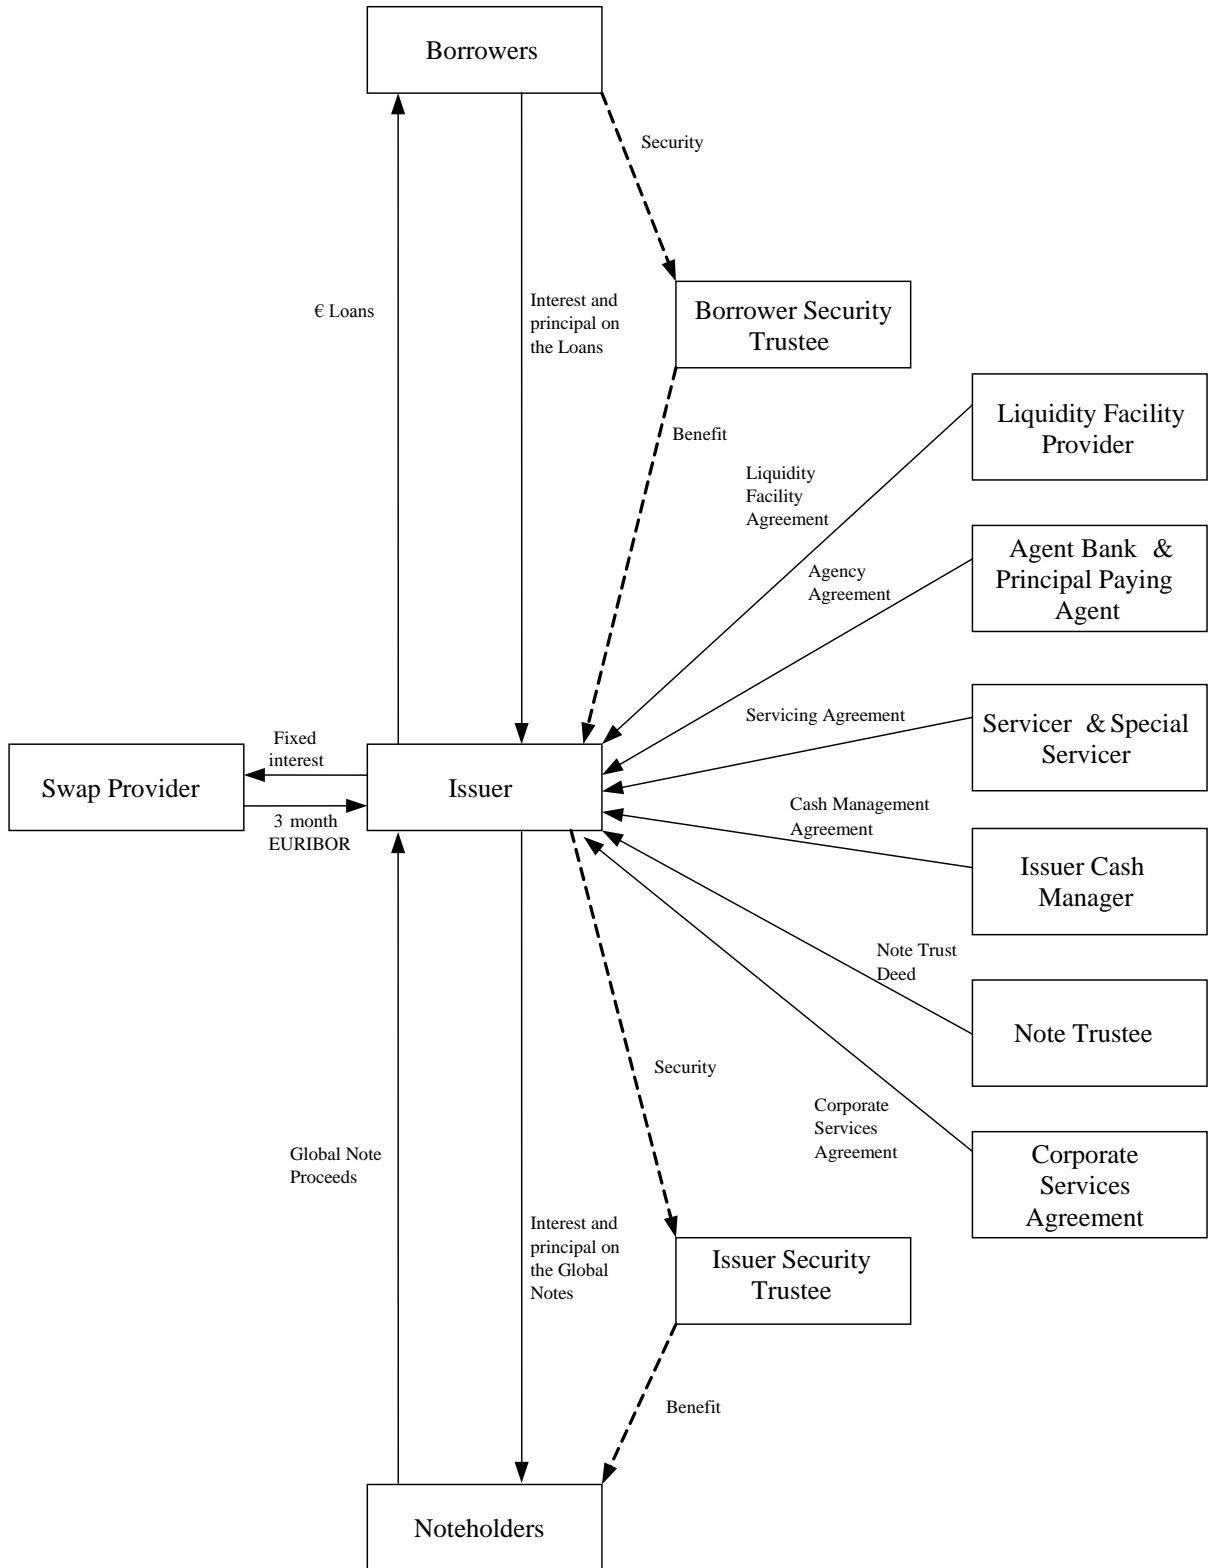 Borrowers
Security
€ Loans
Interest and
principal on
the Loans
Borrower Security
Trustee
Benefit
Liquidity Facility
Provider
Liquidity
Facility
Agreement
Agent Bank &
Principal Paying
Agent
Agency
Agreement
Servicing Agreement
Servicer & Special
Servicer
Fixed
interest
Swap Provider
Issuer
3 month
EURIBOR
Cash Management
Agreement
Issuer Cash
Manager
Note Trust
Deed
Note Trustee
Security
Corporate
Services
Agreement
Corporate
Services
Agreement
Global Note
Proceeds
Interest and
principal on
the Global
Notes
Issuer Security
Trustee
Benefit
Noteholders